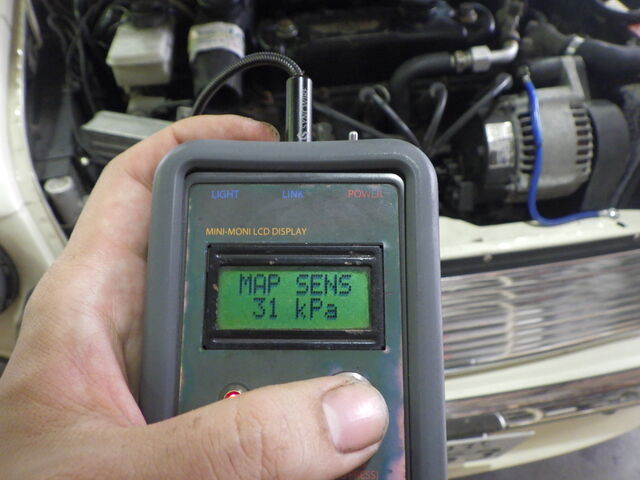 LIGHT LINK POWER
MINI-MONI LCD DISPLAY
MAP SENS
31 kPa